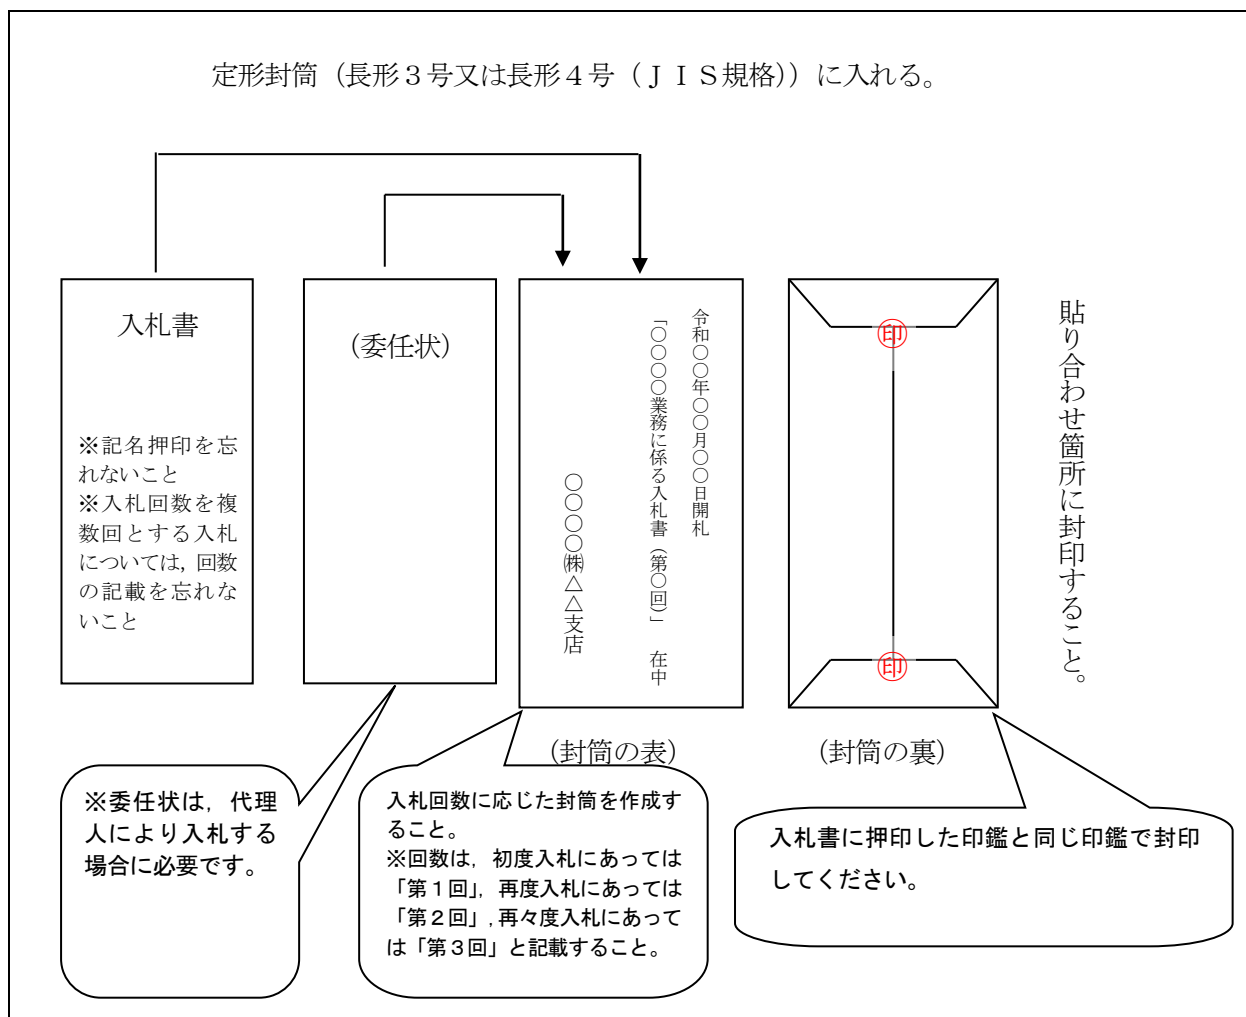 定形封筒（長形３号又は長形４号（ＪＩＳ規格））に入れる。
入札書
※記名押印を忘
れないこと
※入札回数を複
数回とする入札
については，回数
の記載を忘れな
いこと
（委任状）
令和〇〇年〇〇月〇〇日開札
「〇〇〇〇業務に係る入札書（第〇回）」　在中
〇〇〇〇㈱△△支店
印
印
貼り合わせ箇所に封印すること。
（封筒の表）
（封筒の裏）
※委任状は，代理
人により入札する
場合に必要です。
入札回数に応じた封筒を作成す
ること。
※回数は，初度入札にあっては
「第１回」，再度入札にあっては
「第２回」，再々度入札にあって
は「第３回」と記載すること。
入札書に押印した印鑑と同じ印鑑で封印
してください。